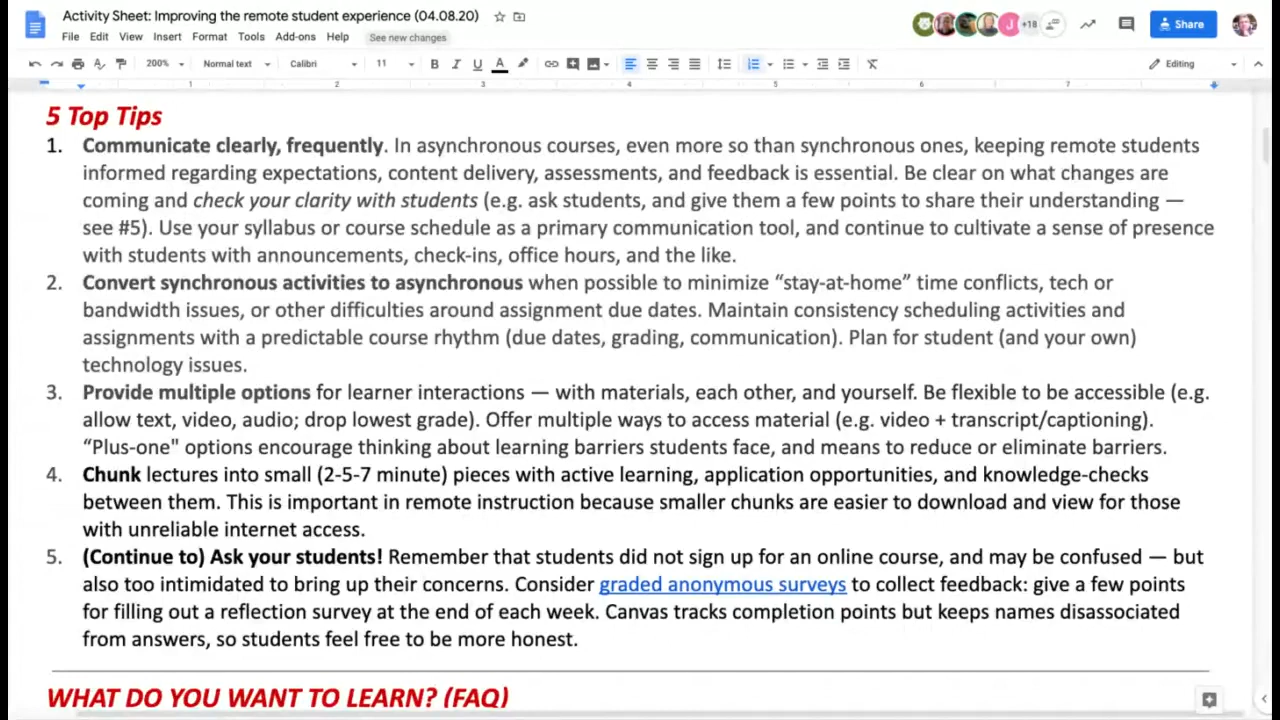 Activity Sheet: Improving the remote student experience (04.08.20)
J
+18
Share
File Edit View Insert Format Tools Add-ons Help See new changes
200% Normal text Calibri 11 B I U A Editing
1 2 3 4 5 6 7
5 Top Tips
1. Communicate clearly, frequently. In asynchronous courses, even more so than synchronous ones, keeping remote students
informed regarding expectations, content delivery, assessments, and feedback is essential. Be clear on what changes are
coming and check your clarity with students (e.g. ask students, and give them a few points to share their understanding —
see #5). Use your syllabus or course schedule as a primary communication tool, and continue to cultivate a sense of presence
with students with announcements, check-ins, office hours, and the like.
2. Convert synchronous activities to asynchronous when possible to minimize “stay-at-home” time conflicts, tech or
bandwidth issues, or other difficulties around assignment due dates. Maintain consistency scheduling activities and
assignments with a predictable course rhythm (due dates, grading, communication). Plan for student (and your own)
technology issues.
3. Provide multiple options for learner interactions — with materials, each other, and yourself. Be flexible to be accessible (e.g.
allow text, video, audio; drop lowest grade). Offer multiple ways to access material (e.g. video + transcript/captioning).
“Plus-one" options encourage thinking about learning barriers students face, and means to reduce or eliminate barriers.
4. Chunk lectures into small (2-5-7 minute) pieces with active learning, application opportunities, and knowledge-checks
between them. This is important in remote instruction because smaller chunks are easier to download and view for those
with unreliable internet access.
5. (Continue to) Ask your students! Remember that students did not sign up for an online course, and may be confused — but
also too intimidated to bring up their concerns. Consider graded anonymous surveys to collect feedback: give a few points
for filling out a reflection survey at the end of each week. Canvas tracks completion points but keeps names disassociated
from answers, so students feel free to be more honest.
WHAT DO YOU WANT TO LEARN? (FAQ)